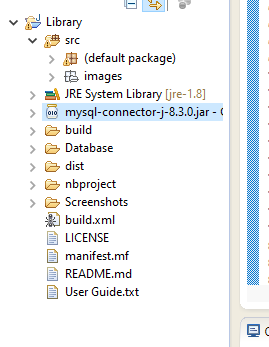 Library
src
(default package)
images
JRE System Library [jre-1.8]
mysql-connector-j-8.3.0.jar -
build
Database
dist
nbproject
Screenshots
build.xml
LICENSE
manifest.mf
README.md
User Guide.txt